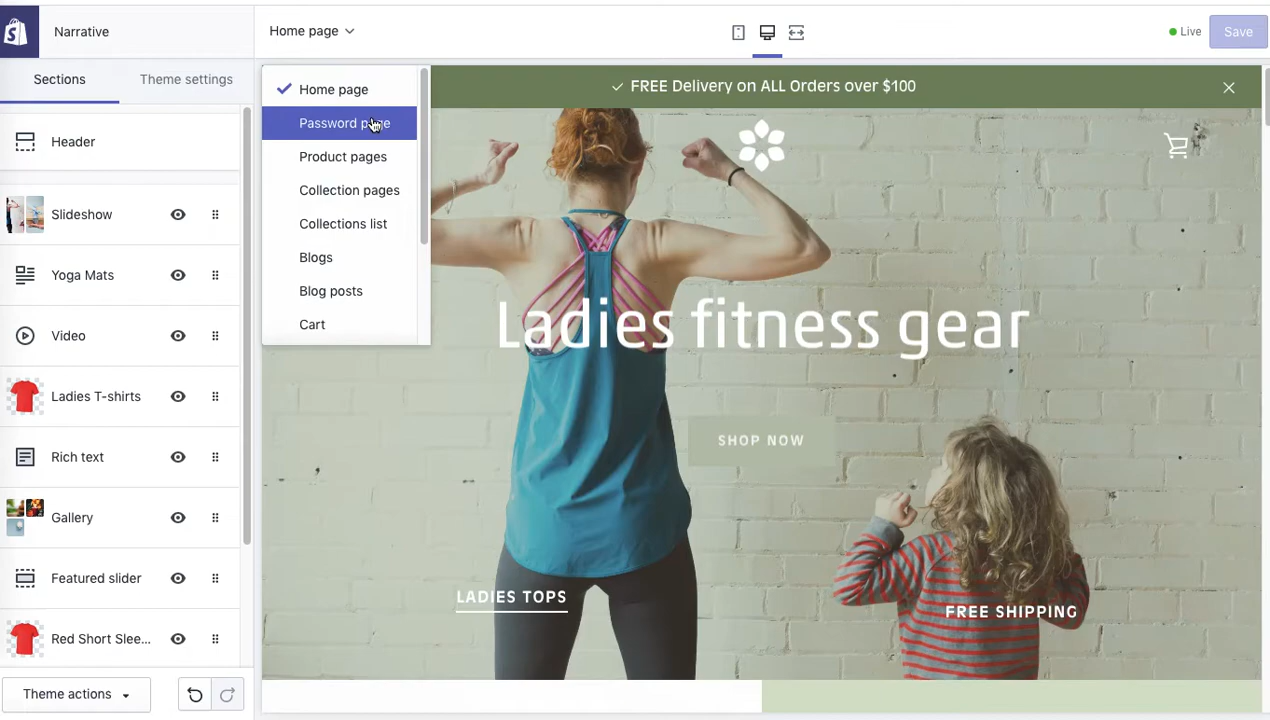 Narrative
Home page
Live
Save
Sections
Theme settings
Header
Slideshow
Yoga Mats
Video
Ladies T-shirts
Rich text
Gallery
Featured slider
Red Short Slee...
Theme actions
Home page
Password page
Product pages
Collection pages
Collections list
Blogs
Blog posts
Cart
FREE Delivery on ALL Orders over $100
Ladies fitness gear
SHOP NOW
LADIES TOPS
FREE SHIPPING